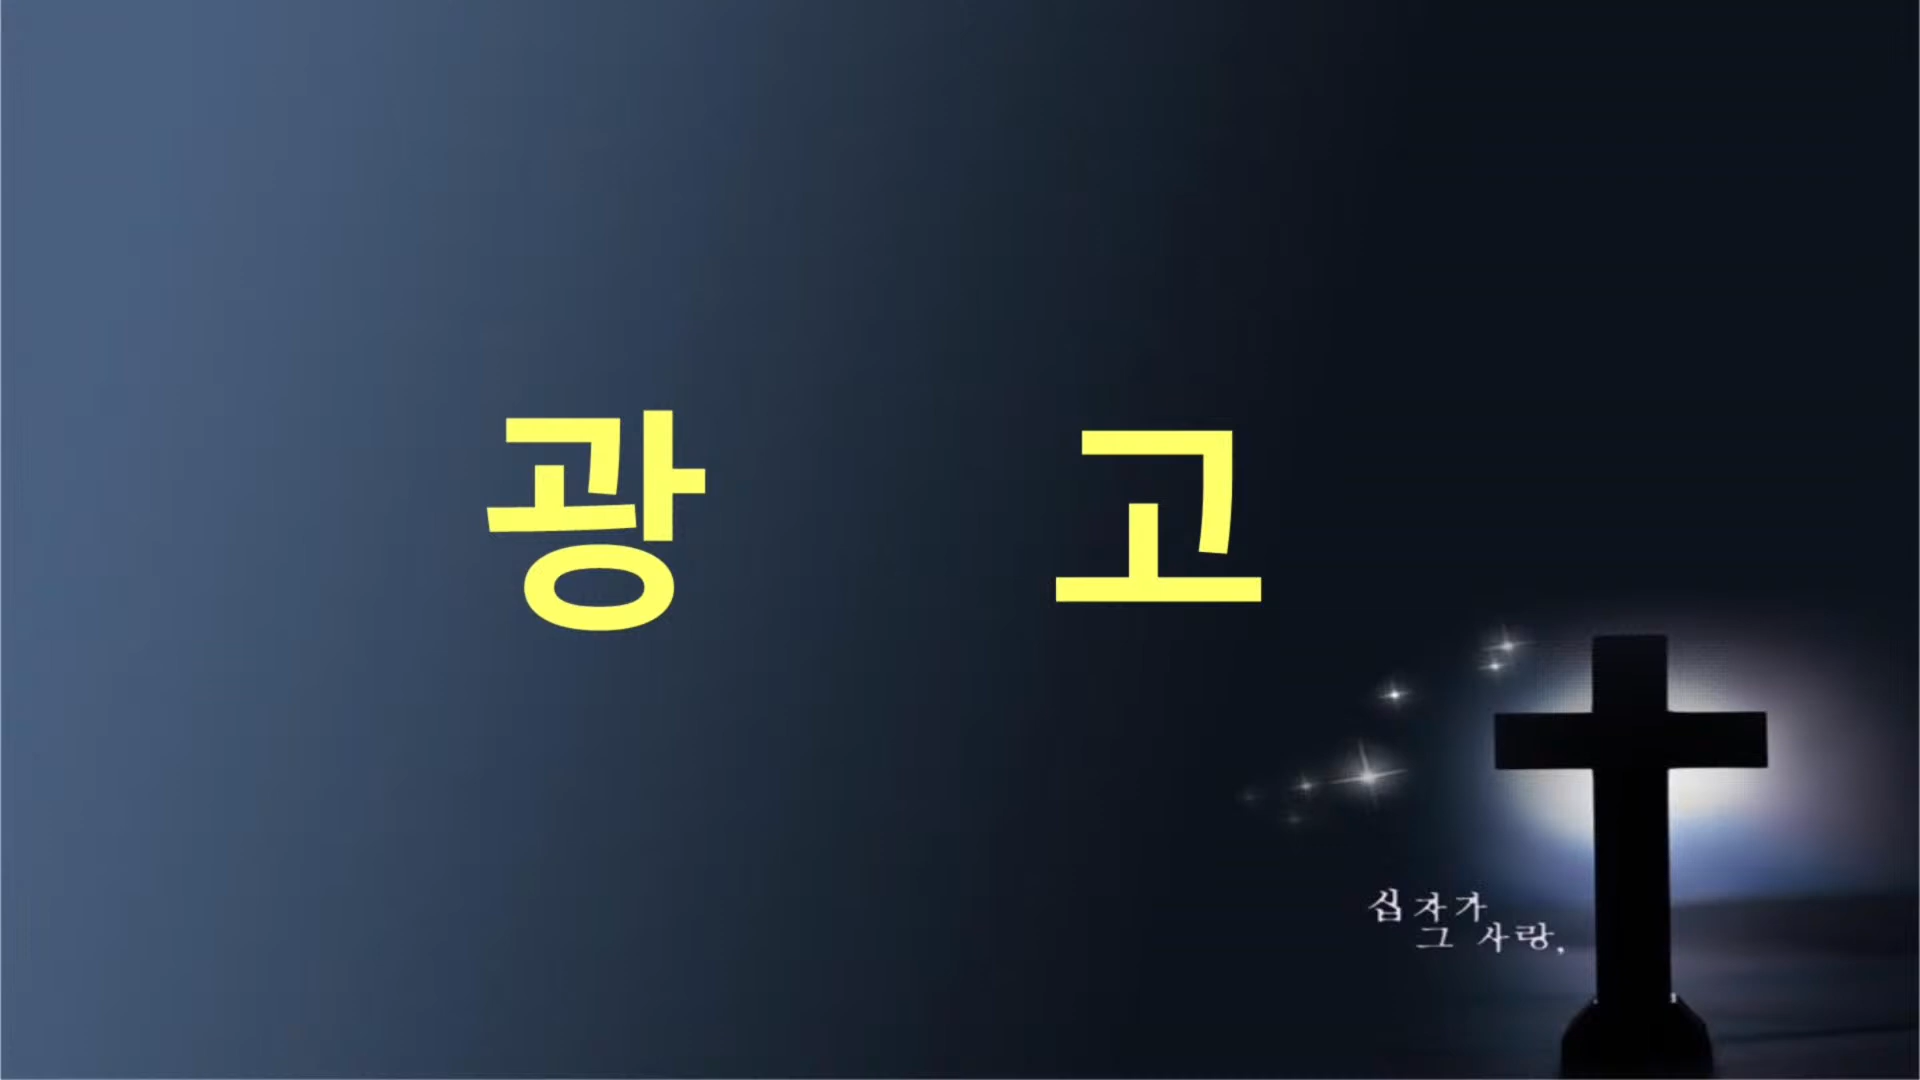 광 고
십자가
그 사랑,